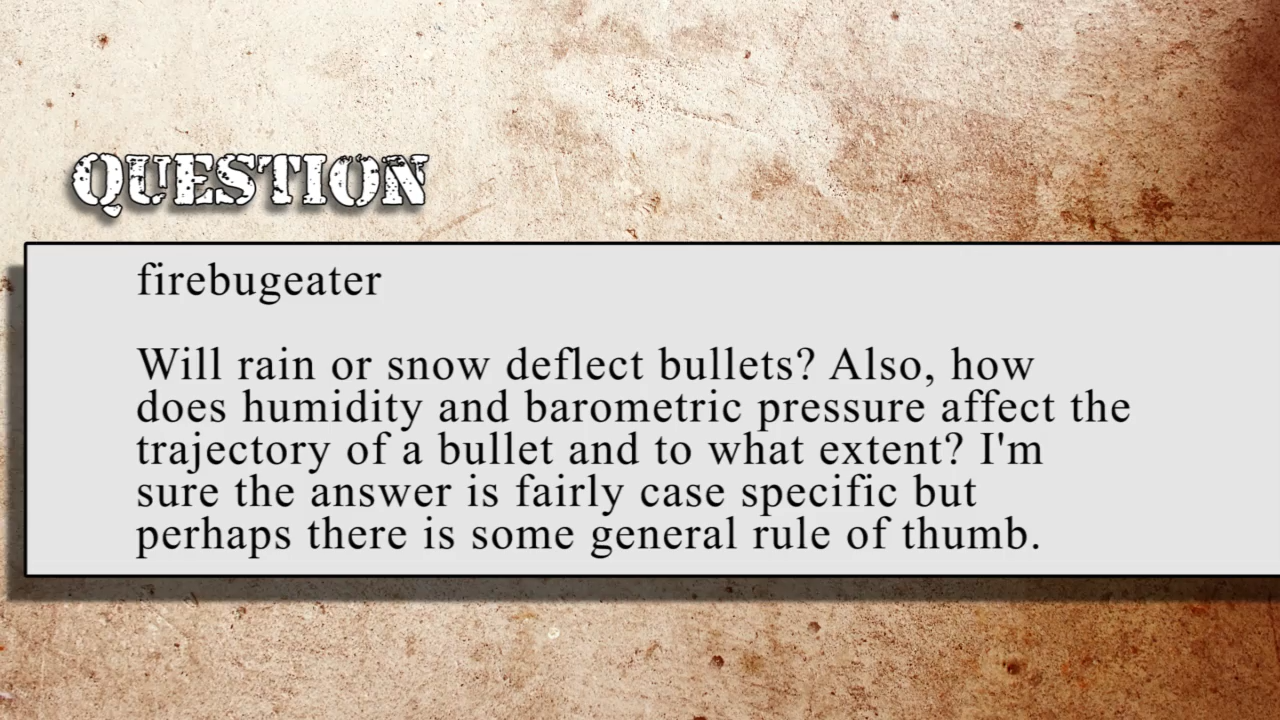 QUESTION
firebugeater
Will rain or snow deflect bullets? Also, how
does humidity and barometric pressure affect the
trajectory of a bullet and to what extent? I'm
sure the answer is fairly case specific but
perhaps there is some general rule of thumb.